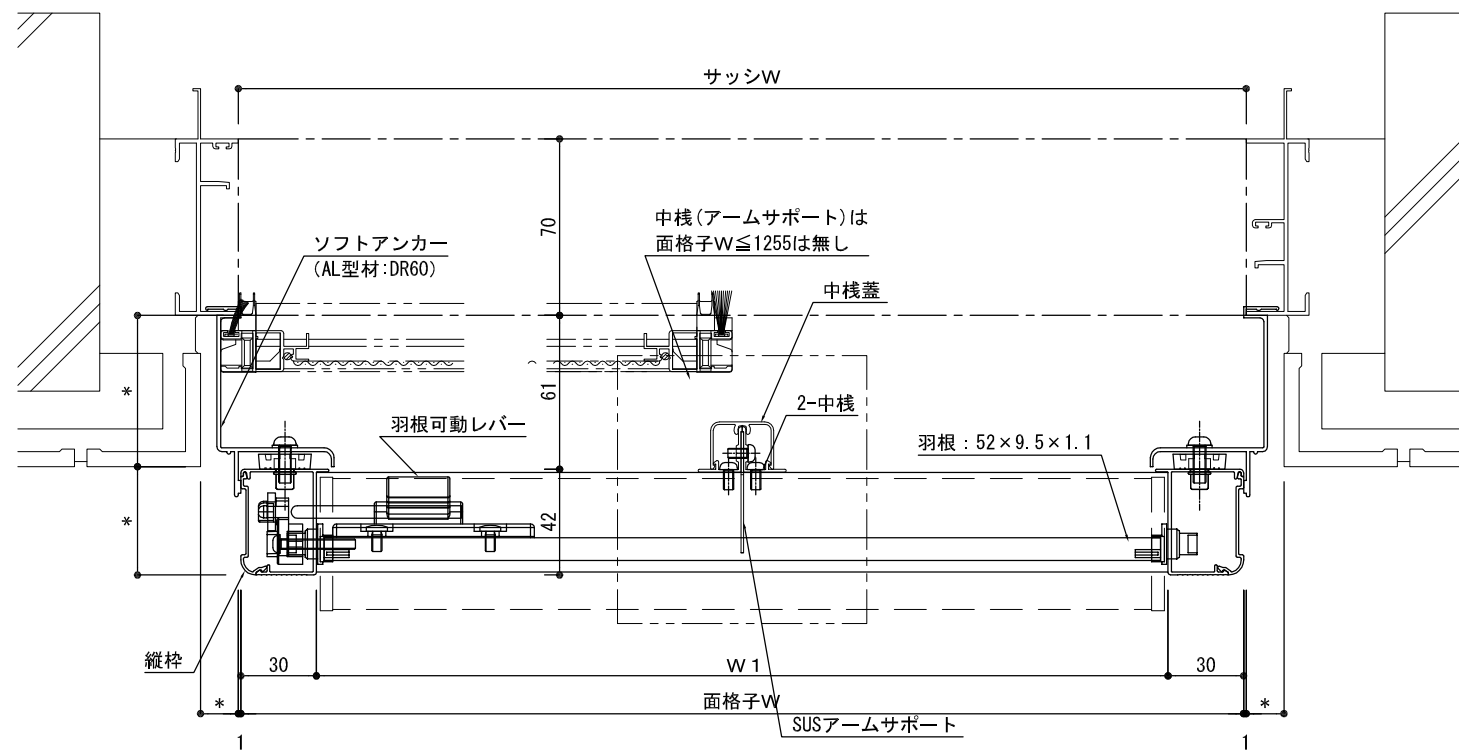 サッシW
70
中桟(アームサポート)は
面格子W≦1255は無し
ソフトアンカー
(AL型材:DR60)
中桟蓋
*
61
2-中桟
羽根可動レバー
羽根：52×9.5×1.1
*
42
縦枠
30
W1
30
*
面格子W
*
SUSアームサポート
1
1